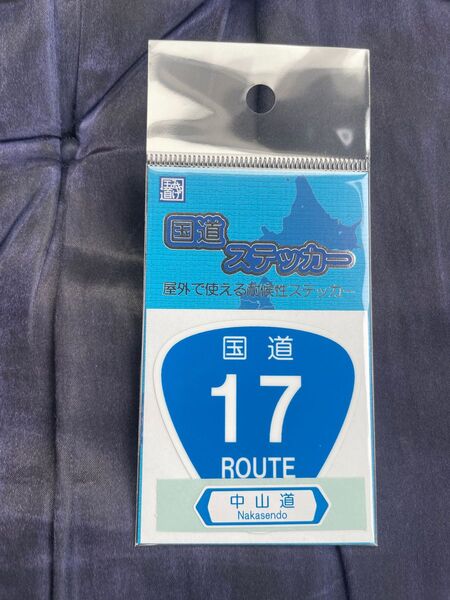 国道
ステッカー
屋外で使える耐候性ステッカー
国道
17
ROUTE
中山道
Nakasendo